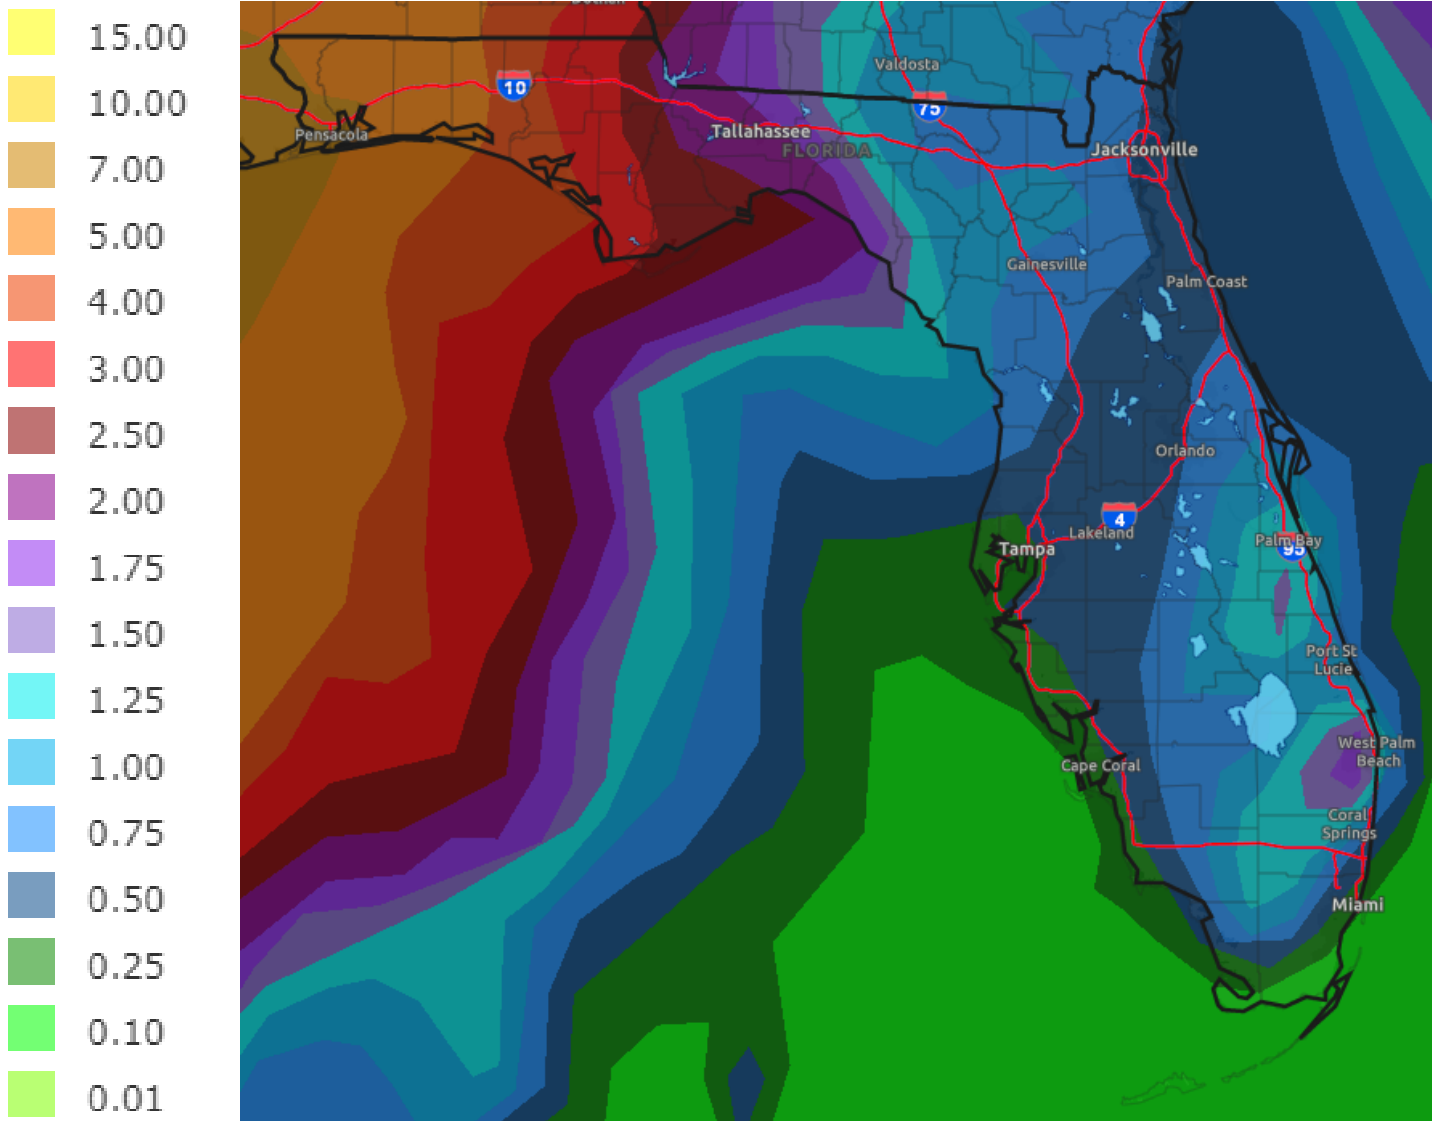 15.00
10.00
7.00
5.00
4.00
3.00
2.50
2.00
1.75
1.50
1.25
1.00
0.75
0.50
0.25
0.10
0.01
Dothan
Valdosta
10
75
Pensacola
Tallahassee
FLORIDA
Jacksonville
Gainesville
Palm Coast
Orlando
4
Lakeland
Tampa
Palm Bay
95
Port St
Lucie
West Palm
Beach
Cape Coral
Coral
Springs
Miami